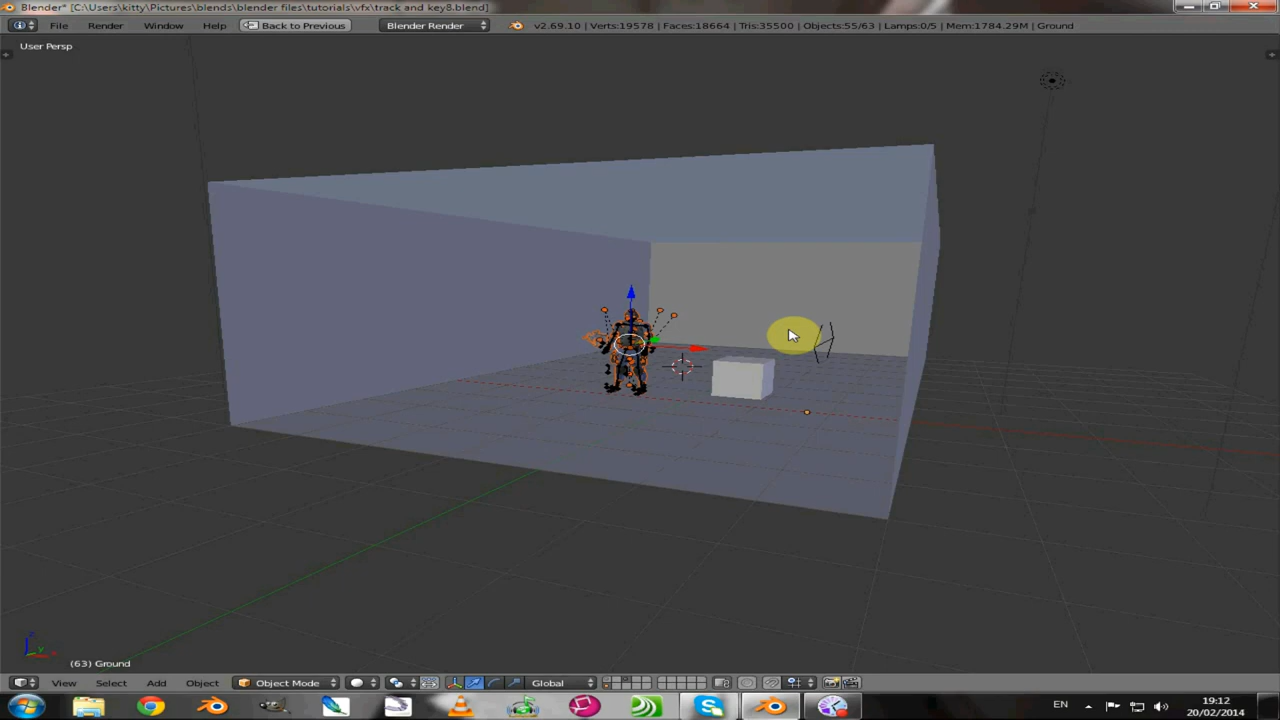 Blender* [C:\Users\kitty\Pictures\blends\blender files\tutorials\vfx\track and key8.blend]
File Render Window Help Back to Previous Blender Render v2.69.10 | Verts:19578 | Faces:18664 | Tris:35500 | Objects:55/63 | Lamps:0/5 | Mem:1784.29M | Ground
User Persp
z
y
(63) Ground
View Select Add Object Object Mode Global
EN
19:12
20/02/2014